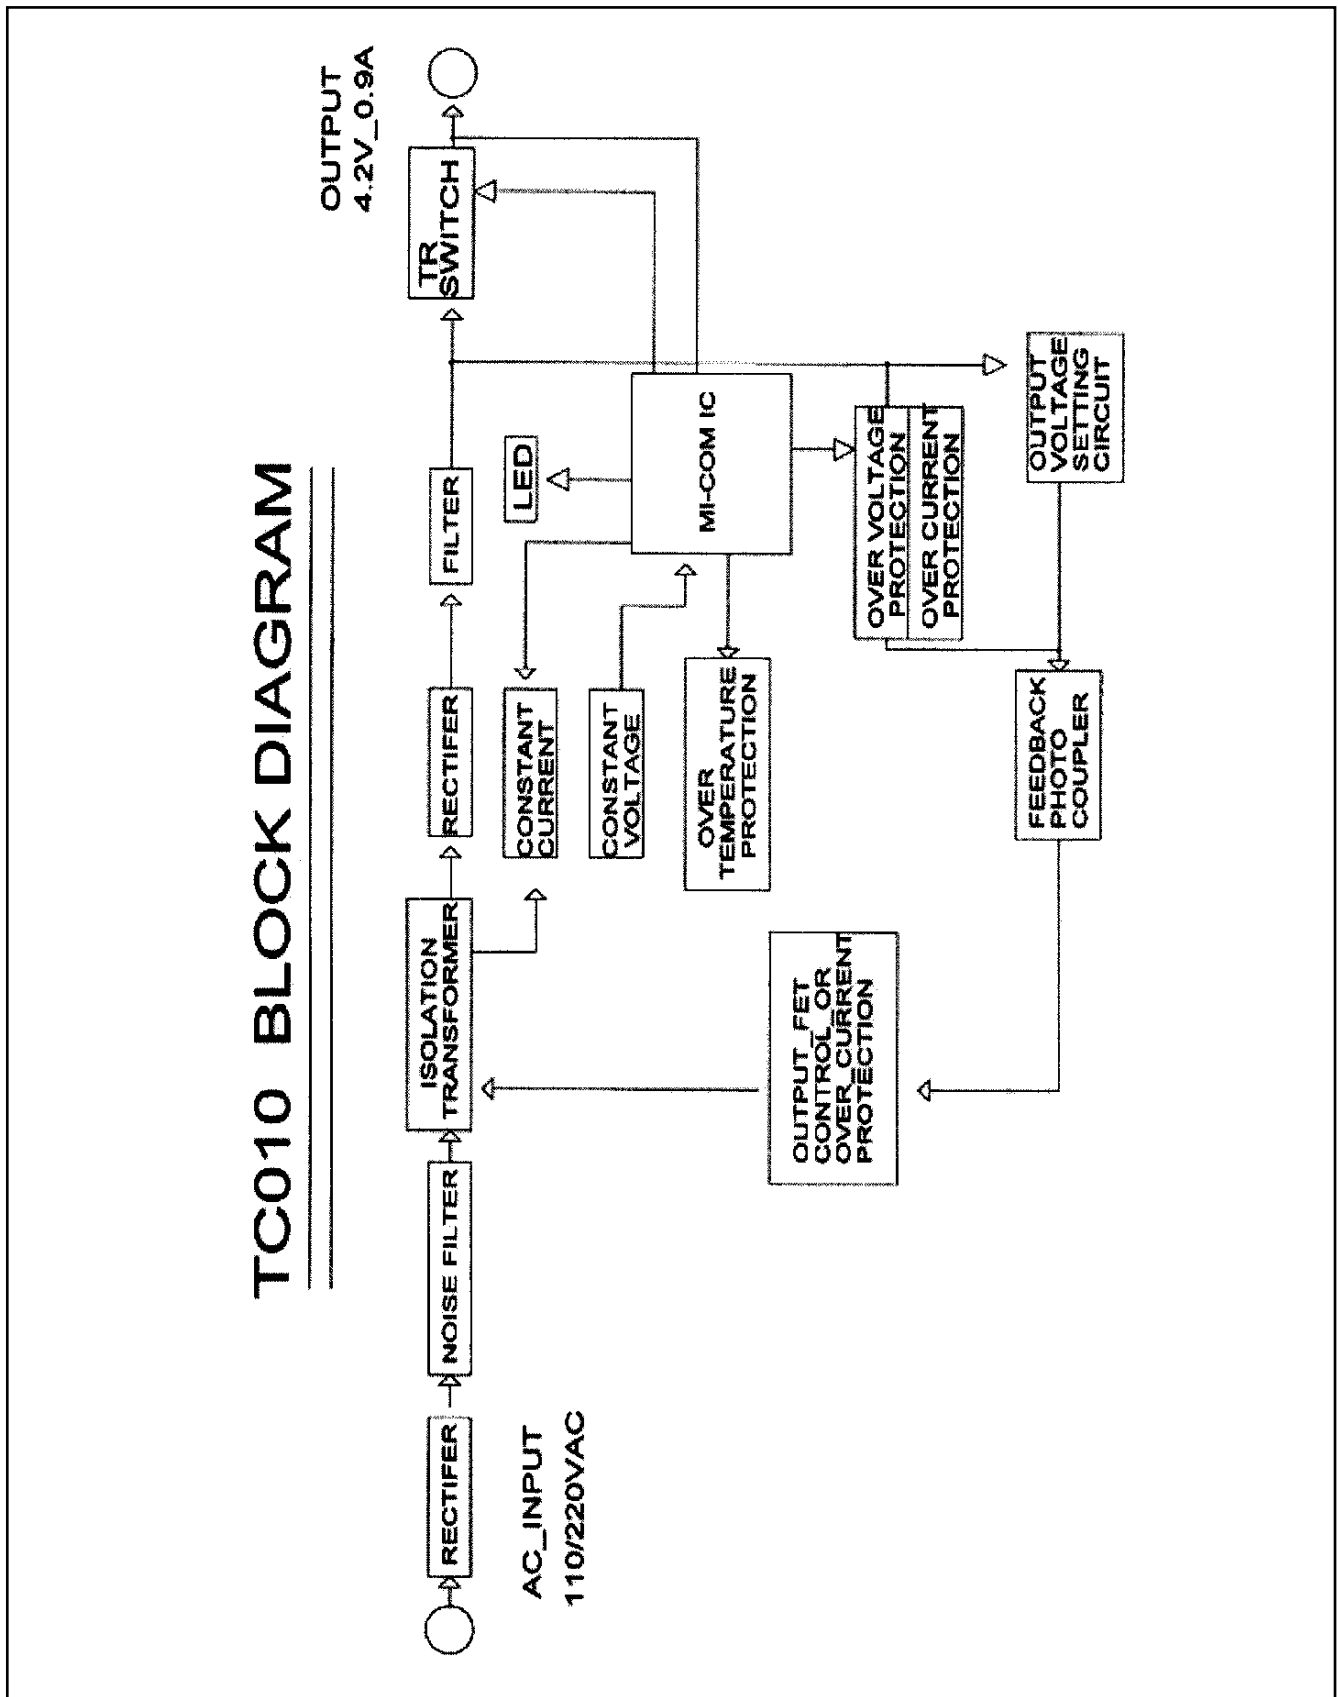 TC010 BLOCK DIAGRAM
OUTPUT
4.2V_0.9A
RECTIFER
NOISE FILTER
ISOLATION
TRANSFORMER
RECTIFER
FILTER
TR
SWITCH
AC_INPUT
110/220VAC
CONSTANT
CURRENT
LED
CONSTANT
VOLTAGE
MI-COM IC
OVER
TEMPERATURE
PROTECTION
OUTPUT_FET
CONTROL_OR
OVER_CURRENT
PROTECTION
OVER VOLTAGE
PROTECTION
OVER CURRENT
PROTECTION
FEEDBACK
PHOTO
COUPLER
OUTPUT
VOLTAGE
SETTING
CIRCUIT